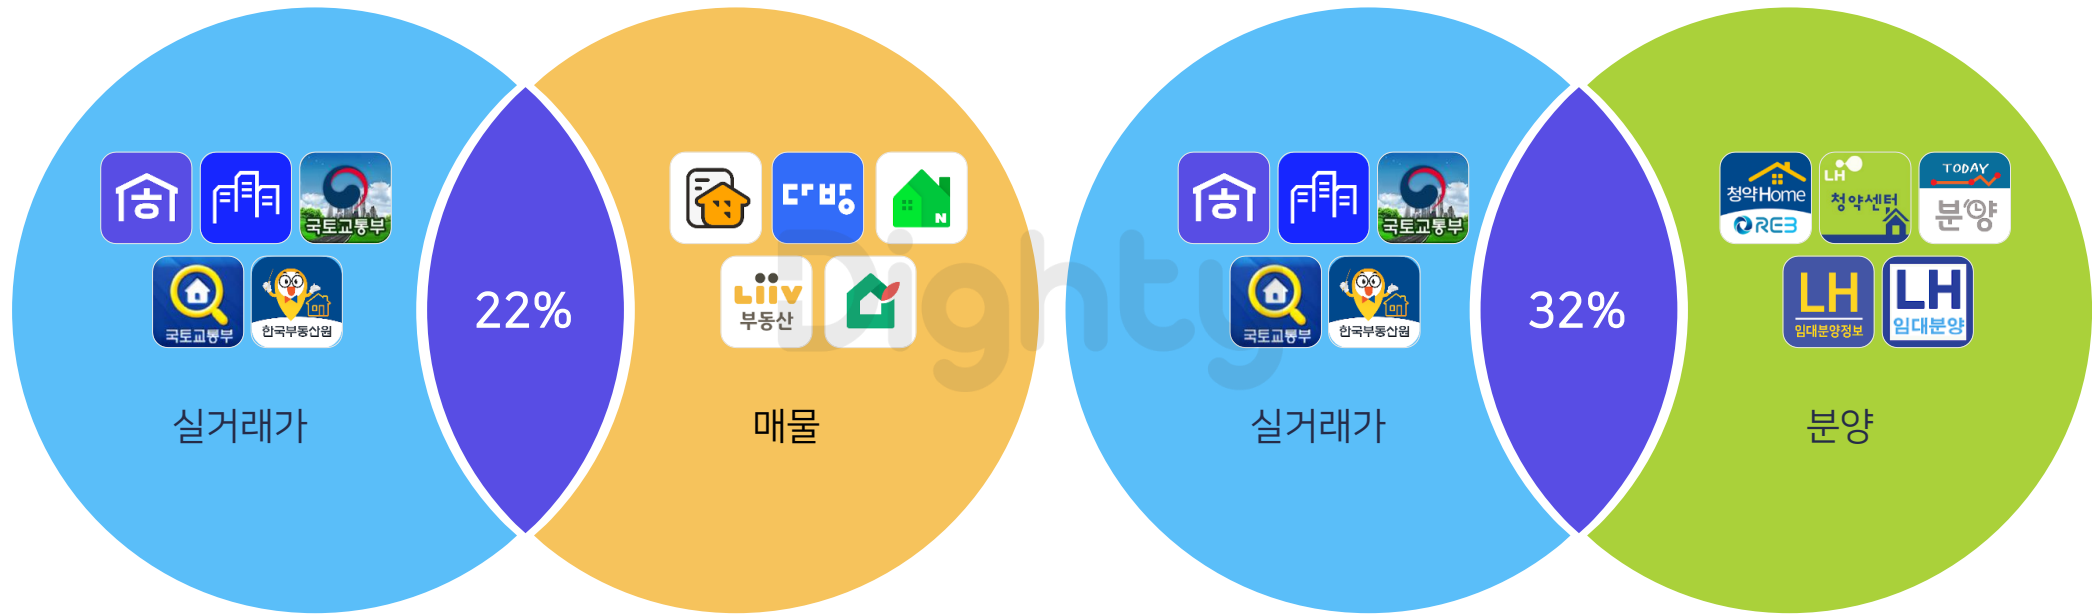 국토교통부
국토교통부
한국부동산원
실거래가
22%
다방
N
Liiv
부동산
매물
Dighty
국토교통부
국토교통부
한국부동산원
실거래가
32%
청약Home
REB
LH
청약센터
TODAY
분양
LH
임대분양정보
LH
임대분양
분양